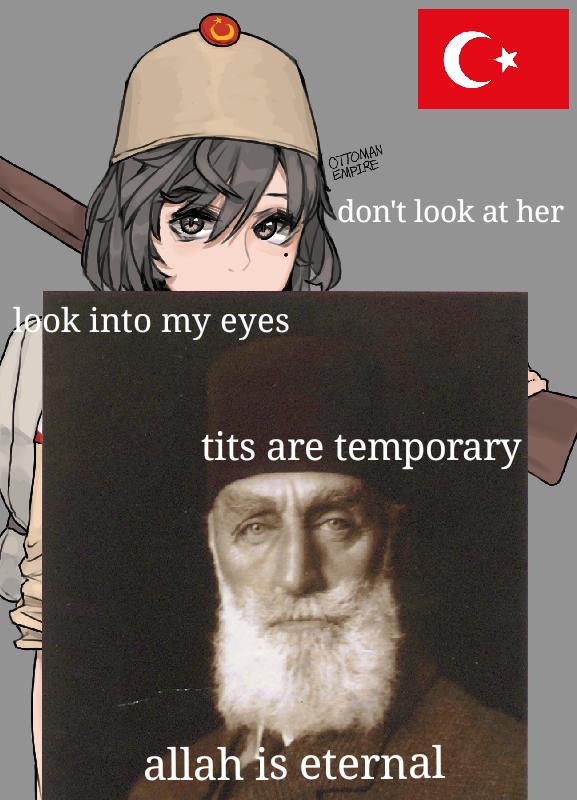 OTTOMAN
EMPIRE
don't look at her
look into my eyes
tits are temporary
allah is eternal